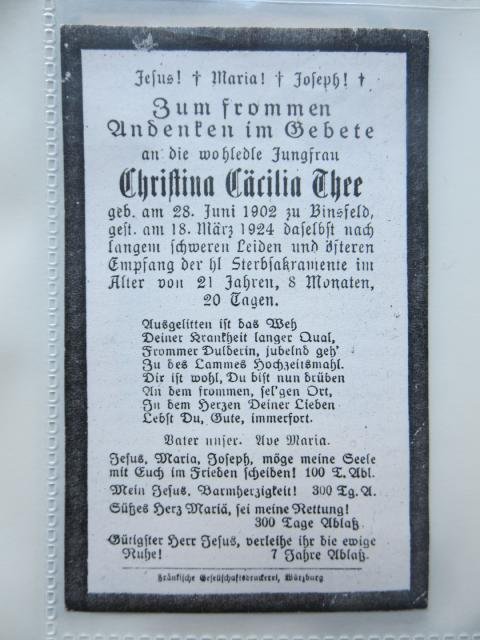 Jesus! † Maria! † Joseph! †
Zum frommen
Andenken im Gebete
an die wohledle Jungfrau
Christina Cäcilia Thee
geb. am 28. Juni 1902 zu Binsfeld,
gest. am 18. März 1924 daselbst nach
langem schweren Leiden und öfteren
Empfang der hl Sterbsakramente im
Alter von 21 Jahren, 8 Monaten,
20 Tagen.
Ausgelitten ist das Weh
Deiner Krankheit langer Qual,
Frommer Dulderin, jubelnd geh'
Zu des Lammes Hochzeitsmahl.
Dir ist wohl, Du bist nun drüben
An dem frommen, sel'gen Ort,
In dem Herzen Deiner Lieben
Lebst Du, Gute, immerfort.
Vater unser. Ave Maria.
Jesus, Maria, Joseph, möge meine Seele
mit Euch im Frieden scheiden! 100 T. Abl.
Mein Jesus, Barmherzigkeit! 300 Tg. A.
Süßes Herz Mariä, sei meine Rettung!
300 Tage Ablaß.
Gütigster Herr Jesus, verleihe ihr die ewige
Ruhe! 7 Jahre Ablaß.
Fränkische Gesellschaftsdruckerei, Würzburg